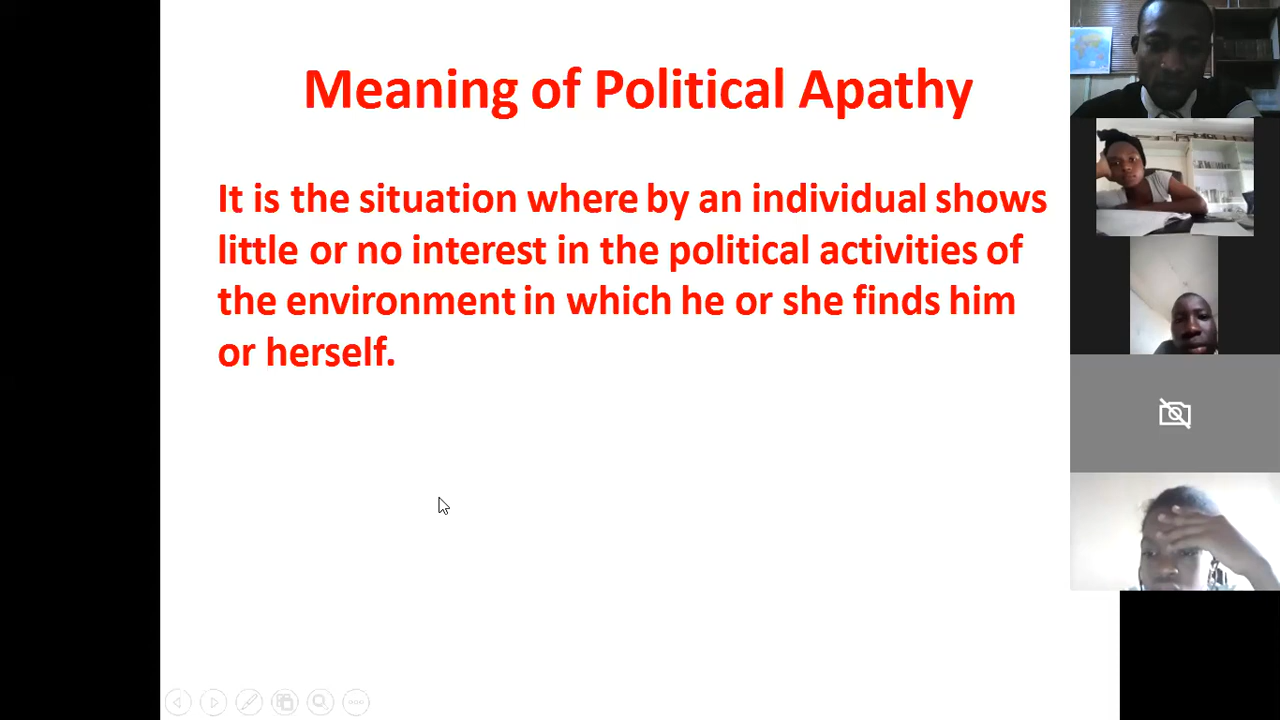 Meaning of Political Apathy
It is the situation where by an individual shows
little or no interest in the political activities of
the environment in which he or she finds him
or herself.